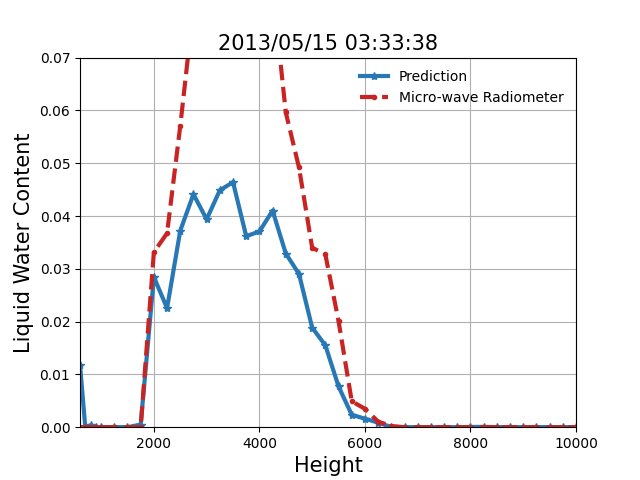 2013/05/15 03:33:38
Prediction
Micro-wave Radiometer
Liquid Water Content
0.07
0.06
0.05
0.04
0.03
0.02
0.01
0.00
2000 4000 6000 8000 10000
Height